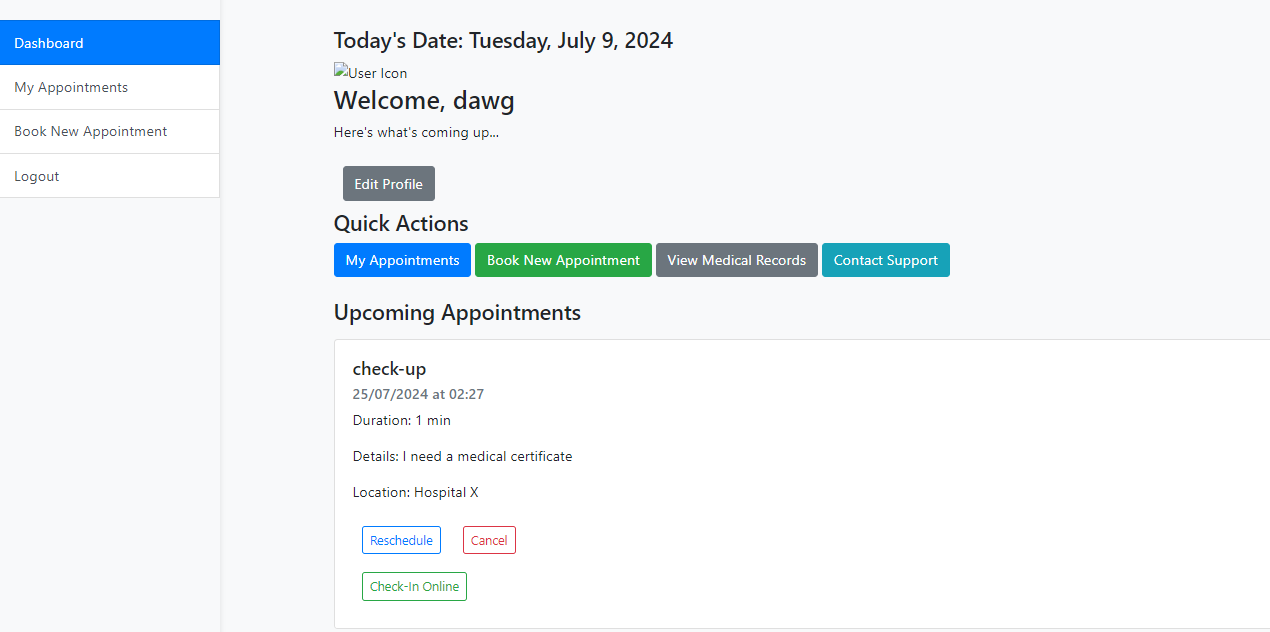 Dashboard
My Appointments
Book New Appointment
Logout
Today's Date: Tuesday, July 9, 2024
User Icon
Welcome, dawg
Here's what's coming up...
Edit Profile
Quick Actions
My Appointments Book New Appointment View Medical Records Contact Support
Upcoming Appointments
check-up
25/07/2024 at 02:27
Duration: 1 min
Details: I need a medical certificate
Location: Hospital X
Reschedule Cancel
Check-In Online